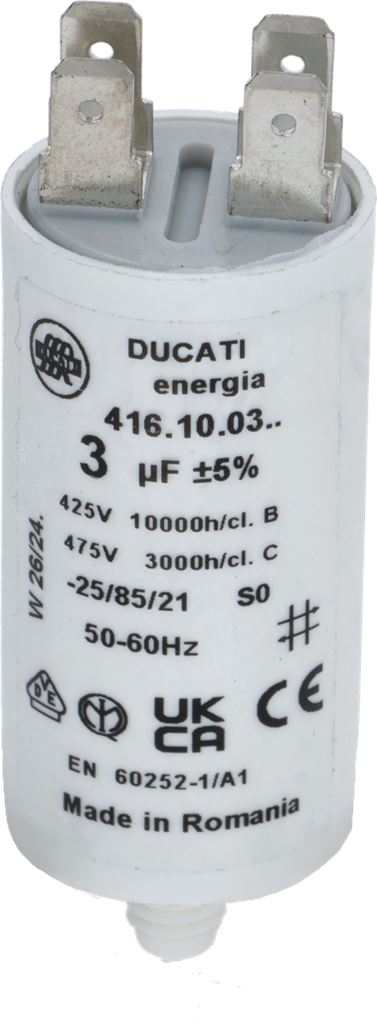 DUCATI
energia
416.10.03..
3 µF ±5%
425V 10000h/cl. B
475V 3000h/cl. C
-25/85/21 S0
50-60Hz
W 26/24.
VDE
UK
CA
CE
EN 60252-1/A1
Made in Romania